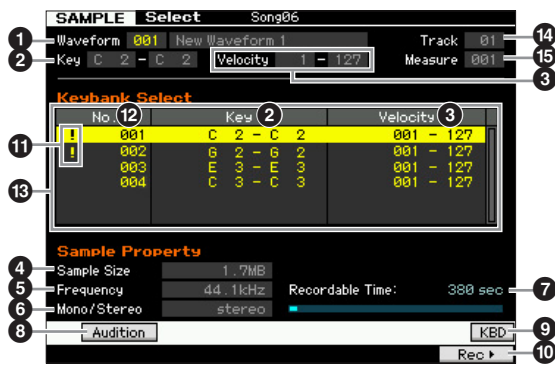 SAMPLE Select Song06
1 Waveform 001 New Waveform 1 Track 01 14
2 Key C 2 - C 2 Velocity 1 - 127 Measure 001 15
3
Keybank Select
No. 12 Key 2 Velocity 3
11 ! 001 C 2 - C 2 001 - 127
! 002 G 2 - G 2 001 - 127
003 E 3 - E 3 001 - 127
13 004 C 3 - C 3 001 - 127
Sample Property
4 Sample Size 1.7MB
5 Frequency 44.1kHz Recordable Time: 380 sec 7
6 Mono/Stereo stereo
8 Audition KBD 9
Rec 10